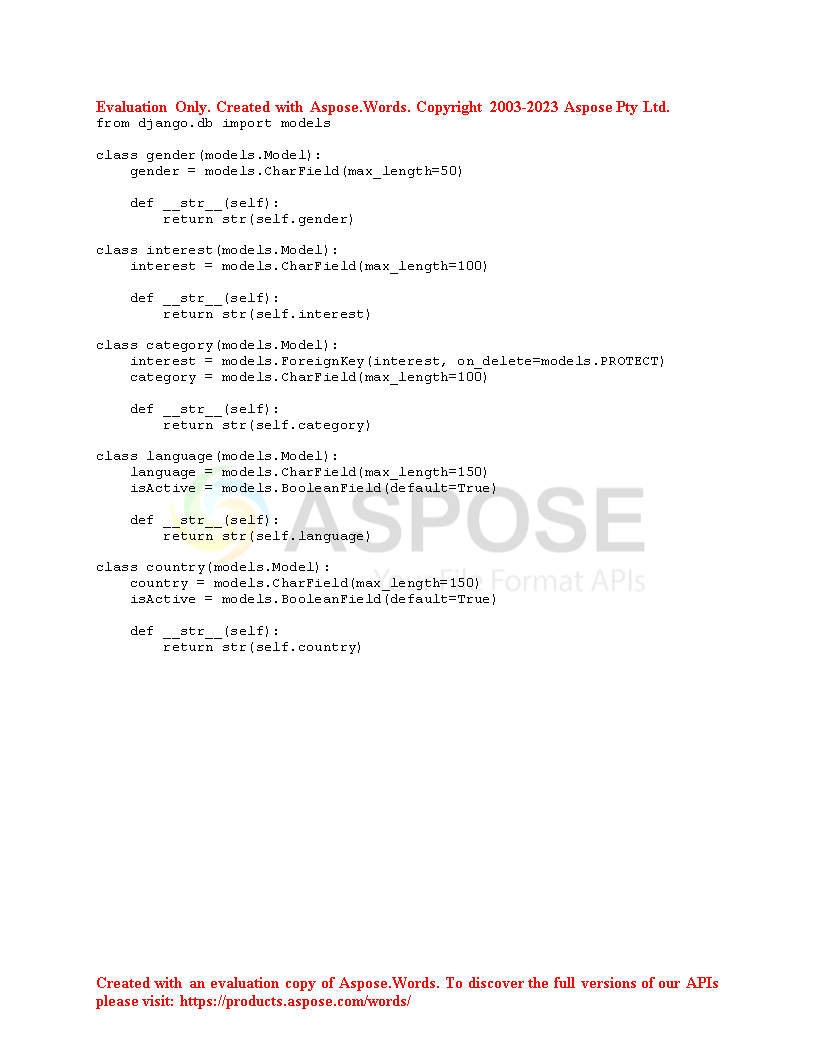 Evaluation Only. Created with Aspose.Words. Copyright 2003-2023 Aspose Pty Ltd.
from django.db import models

class gender(models.Model):
    gender = models.CharField(max_length=50)

    def __str__(self):
        return str(self.gender)

class interest(models.Model):
    interest = models.CharField(max_length=100)

    def __str__(self):
        return str(self.interest)

class category(models.Model):
    interest = models.ForeignKey(interest, on_delete=models.PROTECT)
    category = models.CharField(max_length=100)

    def __str__(self):
        return str(self.category)

class language(models.Model):
    language = models.CharField(max_length=150)
    isActive = models.BooleanField(default=True)

    def __str__(self):
        return str(self.language)

class country(models.Model):
    country = models.CharField(max_length=150)
    isActive = models.BooleanField(default=True)

    def __str__(self):
        return str(self.country)

ASPOSE
Your File Format APIs
Created with an evaluation copy of Aspose.Words. To discover the full versions of our APIs
please visit: https://products.aspose.com/words/